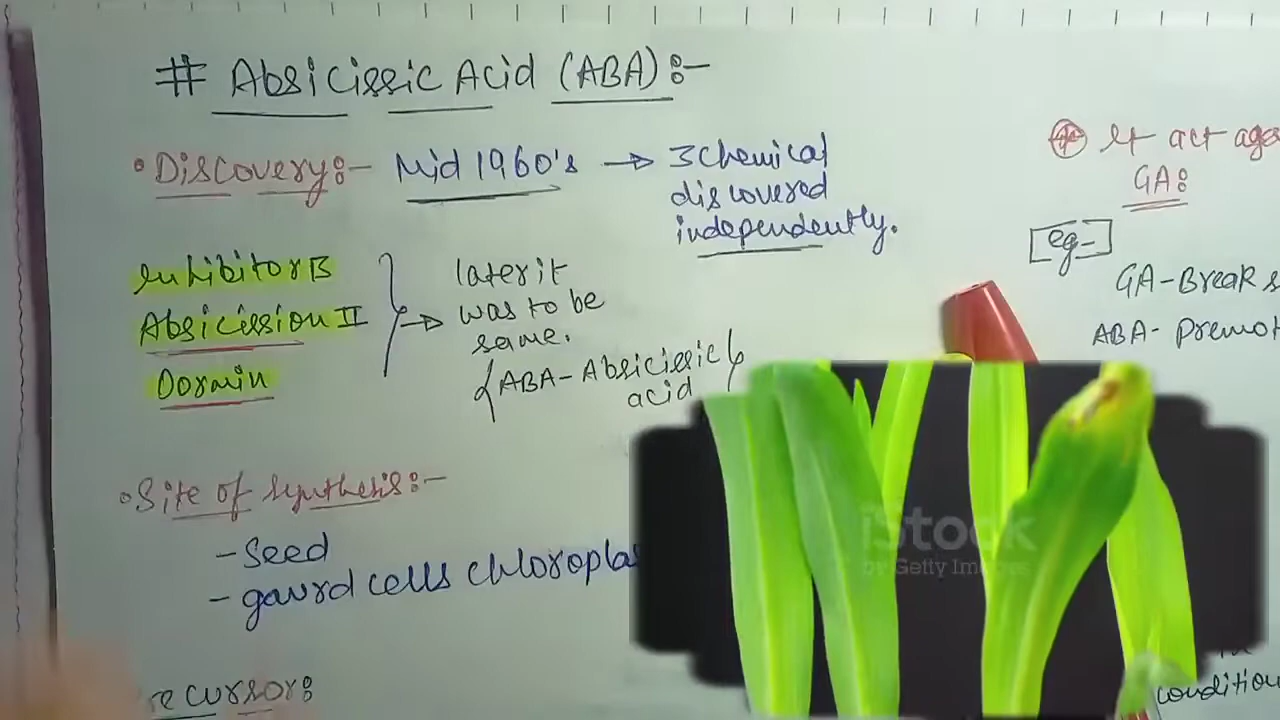 # Absicissic Acid (ABA):-
• Discovery:- Mid 1960's → 3 chemical
discovered
independently.
Inhibitor B
Absicission II
Dormin
later it
was to be
same.
{ABA - Absicissic}
acid
• Site of synthesis:-
- Seed
- gaurd cells chloroplas
recursor:
It act aga
GA:
eg-
GA - Break s
ABA - Promot
condition
iStock
by Getty Images